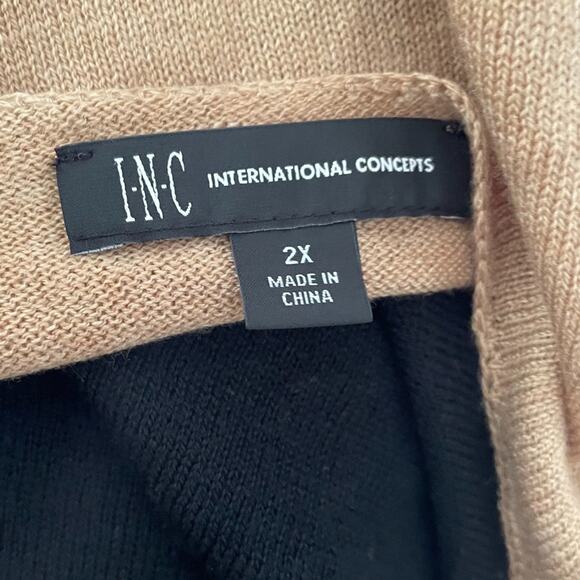 I·N·C INTERNATIONAL CONCEPTS
2X
MADE IN
CHINA